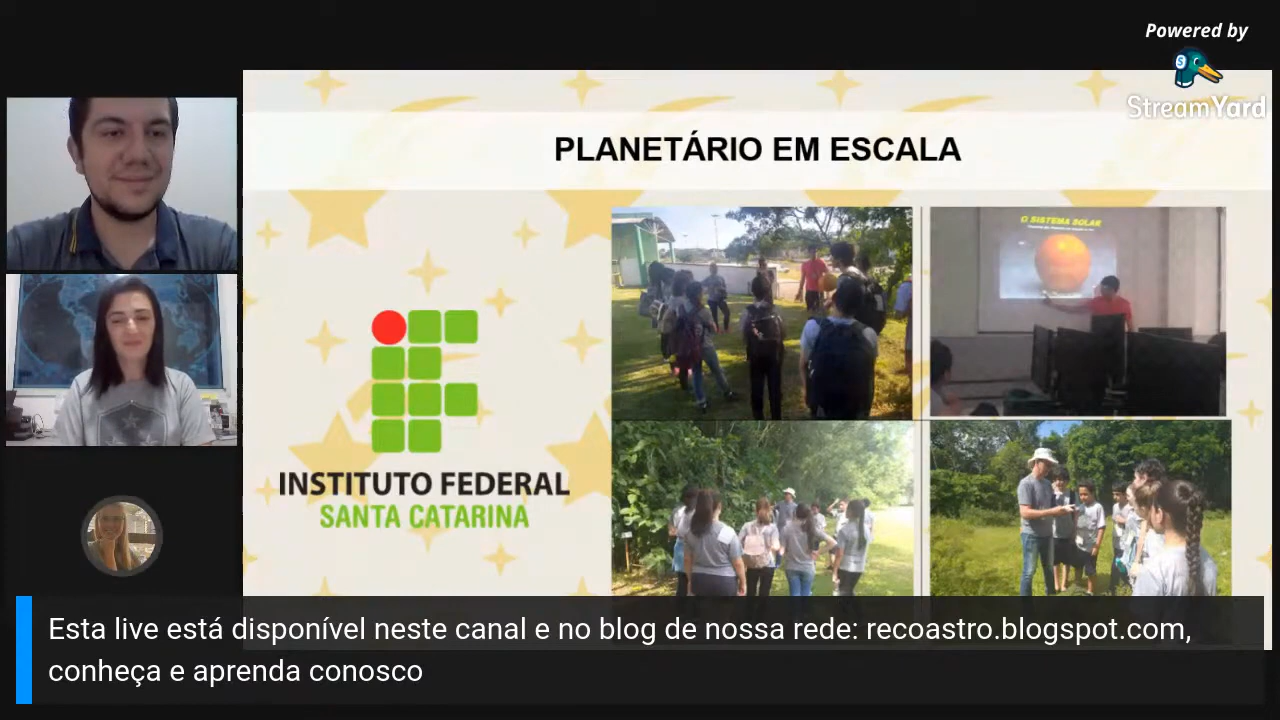 Powered by
StreamYard
PLANETÁRIO EM ESCALA
O SISTEMA SOLAR
INSTITUTO FEDERAL
SANTA CATARINA
Esta live está disponível neste canal e no blog de nossa rede: recoastro.blogspot.com,
conheça e aprenda conosco